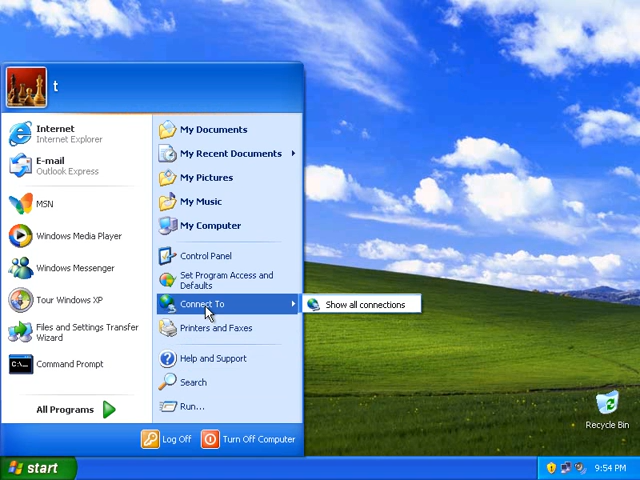 t
Internet
Internet Explorer
E-mail
Outlook Express
MSN
Windows Media Player
Windows Messenger
Tour Windows XP
Files and Settings Transfer
Wizard
Command Prompt
All Programs
My Documents
My Recent Documents
My Pictures
My Music
My Computer
Control Panel
Set Program Access and
Defaults
Connect To
Show all connections
Printers and Faxes
Help and Support
Search
Run...
Log Off
Turn Off Computer
Recycle Bin
start
9:54 PM